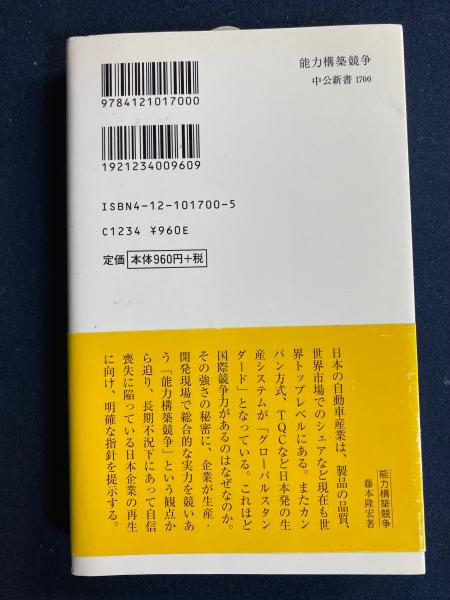 能力構築競争
中公新書 1700
9784121017000
1921234009609
ISBN4-12-101700-5
C1234 ¥960E
定価 本体960円+税
能力構築競争
藤本隆宏著
日本の自動車産業は、製品の品質、
世界市場でのシェアなど現在も世
界トップレベルにある。またカン
バン方式、TQCなど日本発の生
産システムが「グローバルスタン
ダード」となっている。これほど
国際競争力があるのはなぜなのか。
その強さの秘密に、企業が生産・
開発現場で総合的な実力を競いあ
う「能力構築競争」という観点か
ら迫り、長期不況下にあって自信
喪失に陥っている日本企業の再生
に向け、明確な指針を提示する。